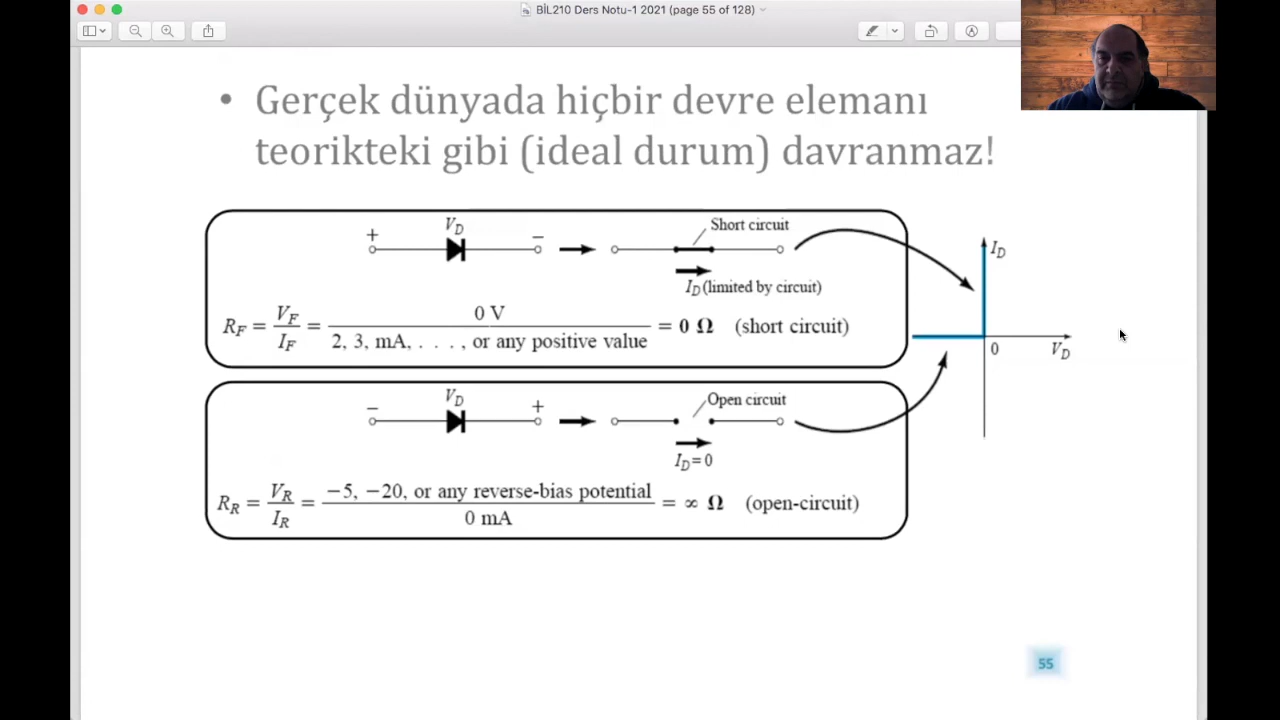 BİL210 Ders Notu-1 2021 (page 55 of 128)
• Gerçek dünyada hiçbir devre elemanı
teorikteki gibi (ideal durum) davranmaz!
+ V_D −
Short circuit
I_D (limited by circuit)
R_F = V_F / I_F = 0 V / 2, 3, mA, . . . , or any positive value = 0 Ω (short circuit)
− V_D +
Open circuit
I_D = 0
R_R = V_R / I_R = −5, −20, or any reverse-bias potential / 0 mA = ∞ Ω (open-circuit)
I_D
0 V_D
55